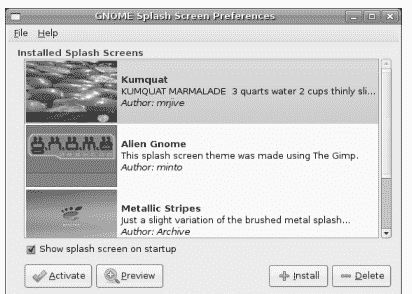 GNOME Splash Screen Preferences
File Help
Installed Splash Screens
Kumquat
KUMQUAT MARMALADE 3 quarts water 2 cups thinly sli...
Author: mrjive
Alien Gnome
This splash screen theme was made using The Gimp.
Author: minto
Metallic Stripes
Just a slight variation of the brushed metal splash...
Author: Archive
Show splash screen on startup
Activate Preview Install Delete